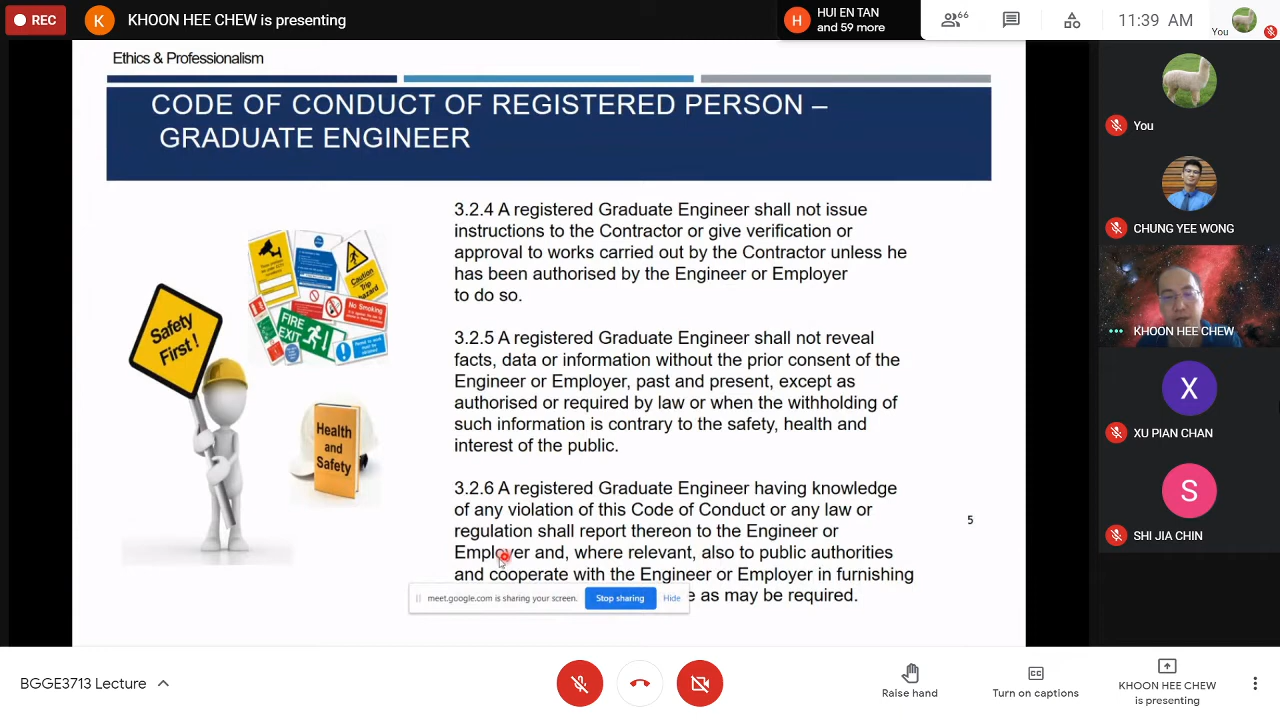 REC
K
KHOON HEE CHEW is presenting
H
HUI EN TAN
and 59 more
66
11:39 AM
You
Ethics & Professionalism
CODE OF CONDUCT OF REGISTERED PERSON –
GRADUATE ENGINEER
3.2.4 A registered Graduate Engineer shall not issue
instructions to the Contractor or give verification or
approval to works carried out by the Contractor unless he
has been authorised by the Engineer or Employer
to do so.
3.2.5 A registered Graduate Engineer shall not reveal
facts, data or information without the prior consent of the
Engineer or Employer, past and present, except as
authorised or required by law or when the withholding of
such information is contrary to the safety, health and
interest of the public.
3.2.6 A registered Graduate Engineer having knowledge
of any violation of this Code of Conduct or any law or
regulation shall report thereon to the Engineer or
Employer and, where relevant, also to public authorities
and cooperate with the Engineer or Employer in furnishing
e as may be required.
Safety
First !
Caution
Trip
hazard
No Smoking
FIRE
EXIT
Health
and
Safety
5
meet.google.com is sharing your screen.
Stop sharing
Hide
You
CHUNG YEE WONG
KHOON HEE CHEW
X
XU PIAN CHAN
S
SHI JIA CHIN
BGGE3713 Lecture
Raise hand
CC
Turn on captions
KHOON HEE CHEW
is presenting